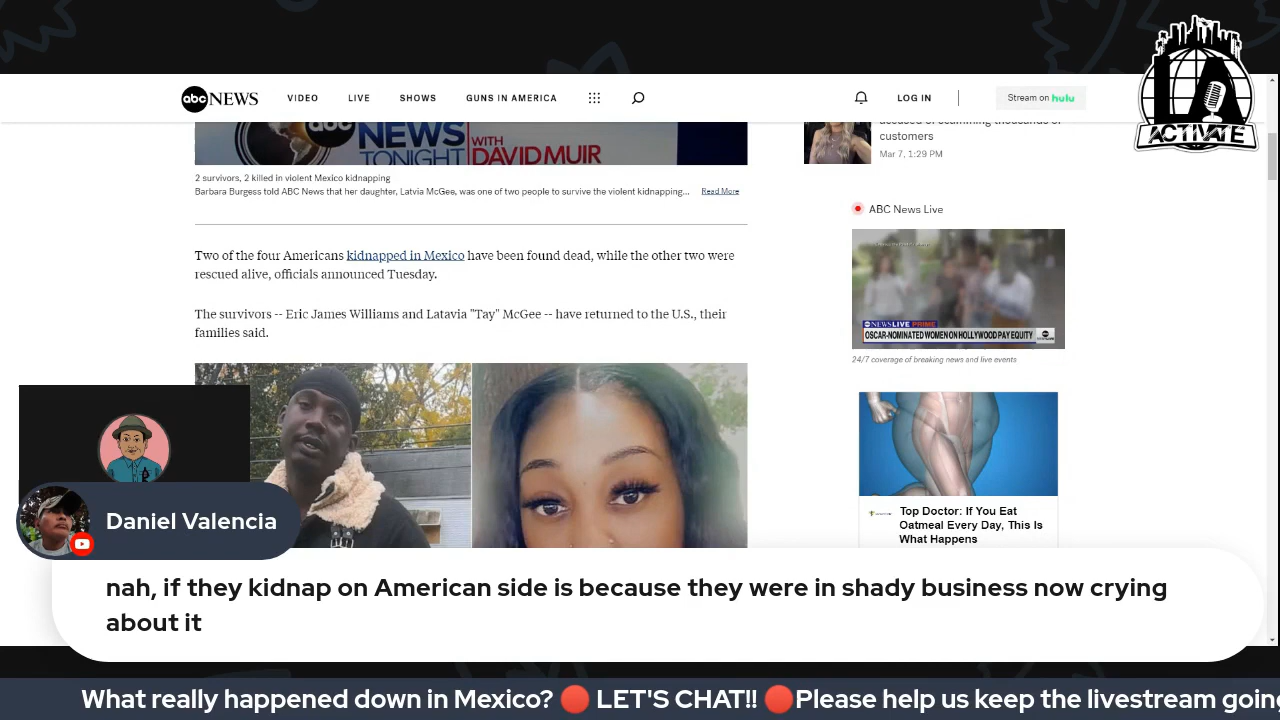 abc NEWS
VIDEO
LIVE
SHOWS
GUNS IN AMERICA
LOG IN
Stream on hulu
LA
ACTIVATE
abc
NEWS
TONIGHT
WITH
DAVID MUIR
customers
Mar 7, 1:29 PM
2 survivors, 2 killed in violent Mexico kidnapping
Barbara Burgess told ABC News that her daughter, Latvia McGee, was one of two people to survive the violent kidnapping... Read More
ABC News Live
Two of the four Americans kidnapped in Mexico have been found dead, while the other two were
rescued alive, officials announced Tuesday.
The survivors -- Eric James Williams and Latavia "Tay" McGee -- have returned to the U.S., their
families said.
NEWS LIVE PRIME
OSCAR-NOMINATED WOMEN ON HOLLYWOOD PAY EQUITY
24/7 coverage of breaking news and live events
Top Doctor: If You Eat
Oatmeal Every Day, This Is
What Happens
Daniel Valencia
nah, if they kidnap on American side is because they were in shady business now crying
about it
What really happened down in Mexico? 🔴 LET'S CHAT!! 🔴Please help us keep the livestream going